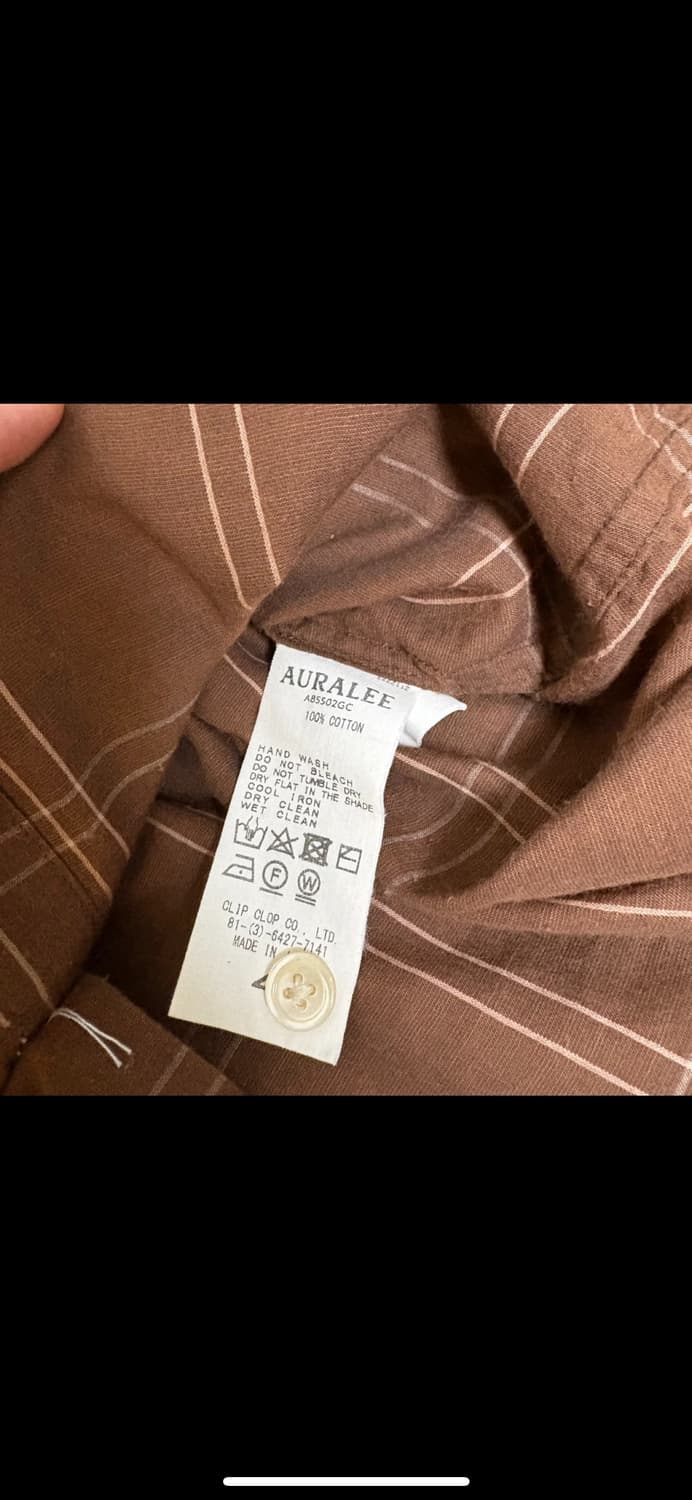 AURALEE
A8SS02GC
100% COTTON
HAND WASH
DO NOT BLEACH
DO NOT TUMBLE DRY
DRY FLAT IN THE SHADE
COOL IRON
DRY CLEAN
WET CLEAN
F W
CLIP CLOP CO., LTD.
81-(3)-6427-7141
MADE IN